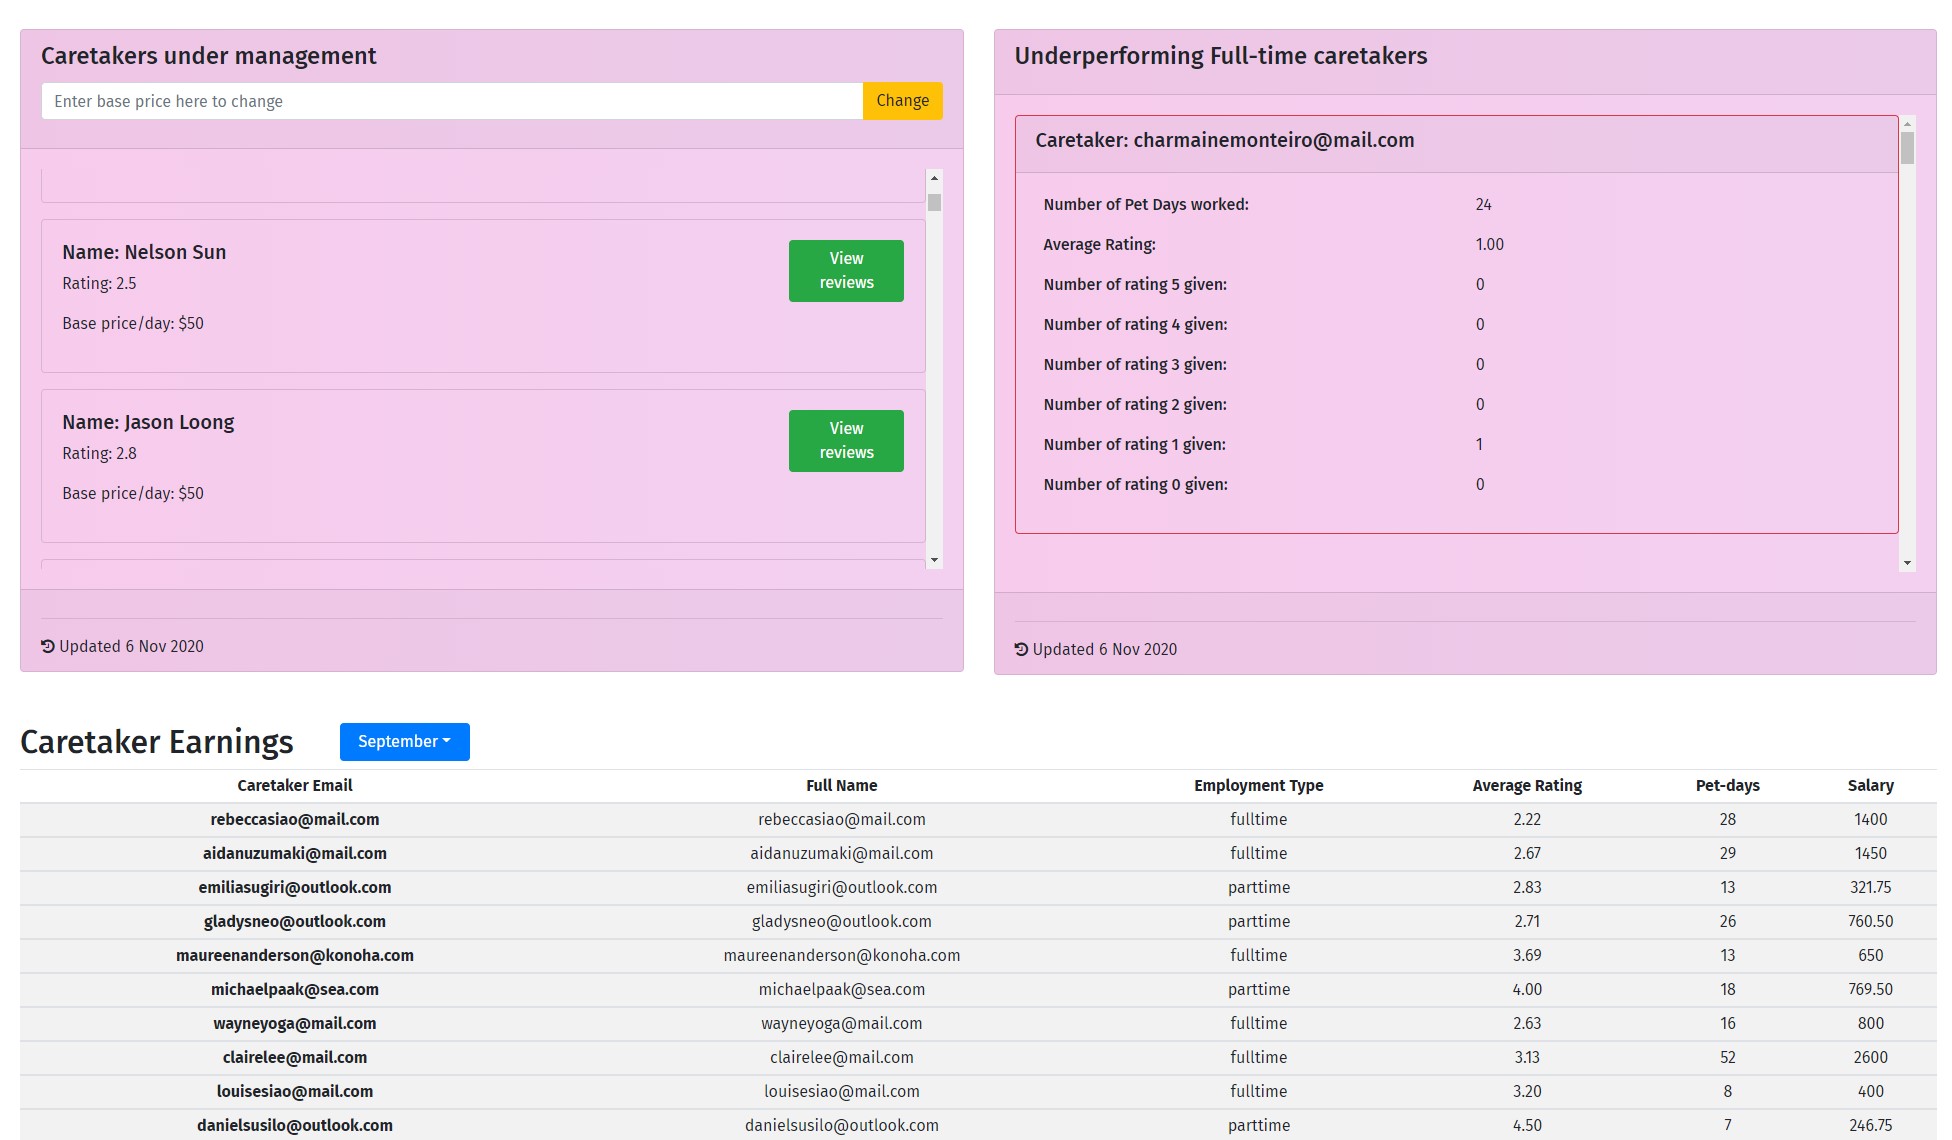 Caretakers under management
Enter base price here to change
Change
Name: Nelson Sun
View reviews
Rating: 2.5
Base price/day: $50
Name: Jason Loong
View reviews
Rating: 2.8
Base price/day: $50
Updated 6 Nov 2020
Underperforming Full-time caretakers
Caretaker: charmainemonteiro@mail.com
Number of Pet Days worked: 24
Average Rating: 1.00
Number of rating 5 given: 0
Number of rating 4 given: 0
Number of rating 3 given: 0
Number of rating 2 given: 0
Number of rating 1 given: 1
Number of rating 0 given: 0
Updated 6 Nov 2020
Caretaker Earnings
September
Caretaker Email Full Name Employment Type Average Rating Pet-days Salary
rebeccasiao@mail.com rebeccasiao@mail.com fulltime 2.22 28 1400
aidanuzumaki@mail.com aidanuzumaki@mail.com fulltime 2.67 29 1450
emiliasugiri@outlook.com emiliasugiri@outlook.com parttime 2.83 13 321.75
gladysneo@outlook.com gladysneo@outlook.com parttime 2.71 26 760.50
maureenanderson@konoha.com maureenanderson@konoha.com fulltime 3.69 13 650
michaelpaak@sea.com michaelpaak@sea.com parttime 4.00 18 769.50
wayneyoga@mail.com wayneyoga@mail.com fulltime 2.63 16 800
clairelee@mail.com clairelee@mail.com fulltime 3.13 52 2600
louisesiao@mail.com louisesiao@mail.com fulltime 3.20 8 400
danielsusilo@outlook.com danielsusilo@outlook.com parttime 4.50 7 246.75